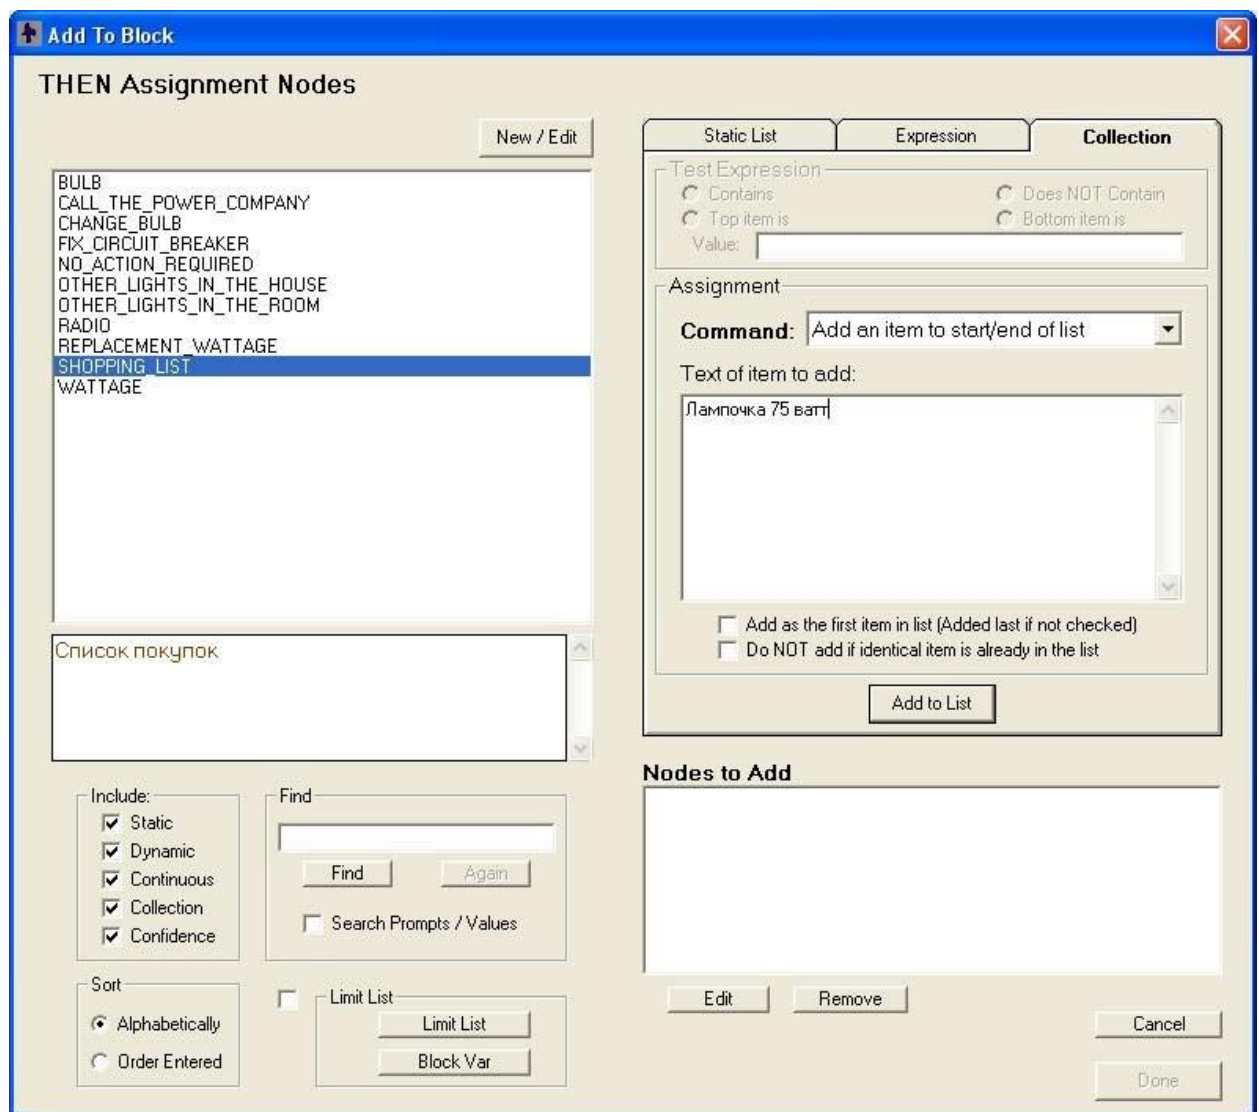 Add To Block
THEN Assignment Nodes
New / Edit
BULB
CALL_THE_POWER_COMPANY
CHANGE_BULB
FIX_CIRCUIT_BREAKER
NO_ACTION_REQUIRED
OTHER_LIGHTS_IN_THE_HOUSE
OTHER_LIGHTS_IN_THE_ROOM
RADIO
REPLACEMENT_WATTAGE
SHOPPING_LIST
WATTAGE
Список покупок
Include:
Static
Dynamic
Continuous
Collection
Confidence
Find
Find
Again
Search Prompts / Values
Sort
Alphabetically
Order Entered
Limit List
Limit List
Block Var
Static List
Expression
Collection
Test Expression
Contains
Does NOT Contain
Top item is
Bottom item is
Value:
Assignment
Command: Add an item to start/end of list
Text of item to add:
Лампочка 75 ватт
Add as the first item in list (Added last if not checked)
Do NOT add if identical item is already in the list
Add to List
Nodes to Add
Edit
Remove
Cancel
Done